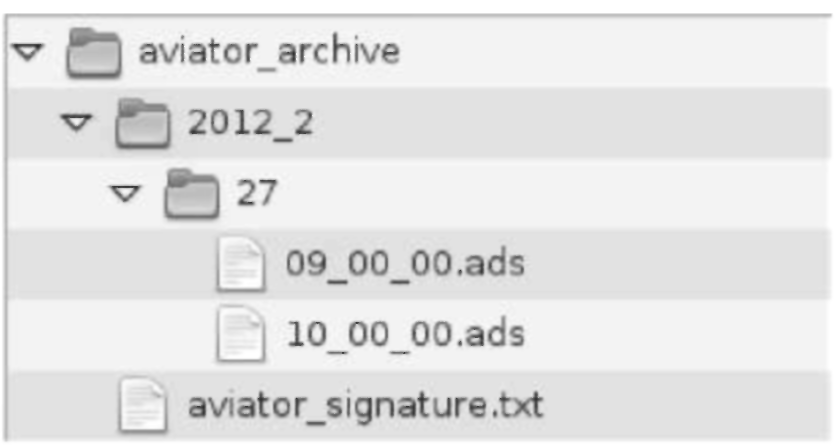 aviator_archive
2012_2
27
09_00_00.ads
10_00_00.ads
aviator_signature.txt